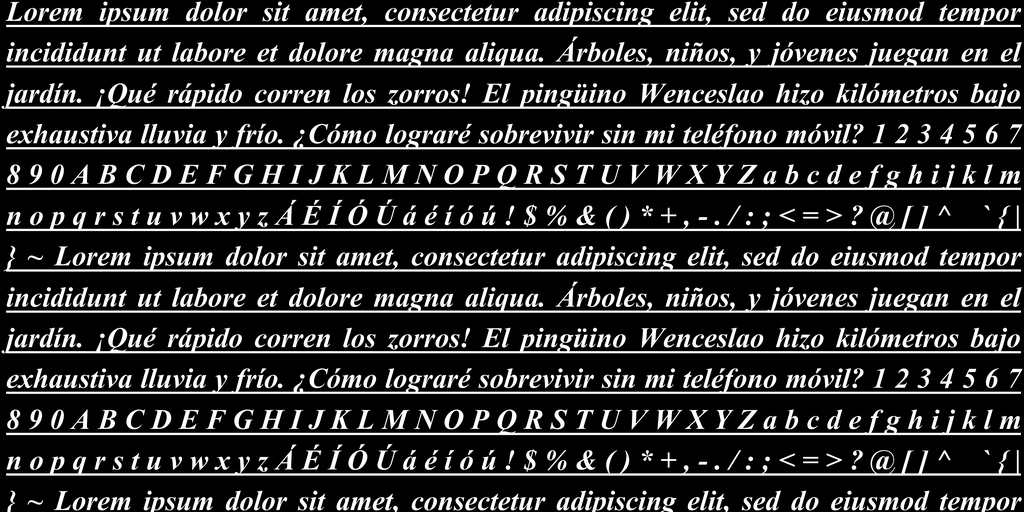 Lorem ipsum dolor sit amet, consectetur adipiscing elit, sed do eiusmod tempor
incididunt ut labore et dolore magna aliqua. Árboles, niños, y jóvenes juegan en el
jardín. ¡Qué rápido corren los zorros! El pingüino Wenceslao hizo kilómetros bajo
exhaustiva lluvia y frío. ¿Cómo lograré sobrevivir sin mi teléfono móvil? 1 2 3 4 5 6 7
8 9 0 A B C D E F G H I J K L M N O P Q R S T U V W X Y Z a b c d e f g h i j k l m
n o p q r s t u v w x y z Á É Í Ó Ú á é í ó ú ! $ % & ( ) * + , - . / : ; < = > ? @ [ ] ^ _ ` { |
} ~ Lorem ipsum dolor sit amet, consectetur adipiscing elit, sed do eiusmod tempor
incididunt ut labore et dolore magna aliqua. Árboles, niños, y jóvenes juegan en el
jardín. ¡Qué rápido corren los zorros! El pingüino Wenceslao hizo kilómetros bajo
exhaustiva lluvia y frío. ¿Cómo lograré sobrevivir sin mi teléfono móvil? 1 2 3 4 5 6 7
8 9 0 A B C D E F G H I J K L M N O P Q R S T U V W X Y Z a b c d e f g h i j k l m
n o p q r s t u v w x y z Á É Í Ó Ú á é í ó ú ! $ % & ( ) * + , - . / : ; < = > ? @ [ ] ^ _ ` { |
} ~ Lorem ipsum dolor sit amet, consectetur adipiscing elit, sed do eiusmod tempor